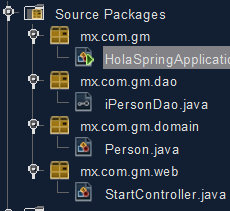 Source Packages
mx.com.gm
HolaSpringApplicatio
mx.com.gm.dao
iPersonDao.java
mx.com.gm.domain
Person.java
mx.com.gm.web
StartController.java